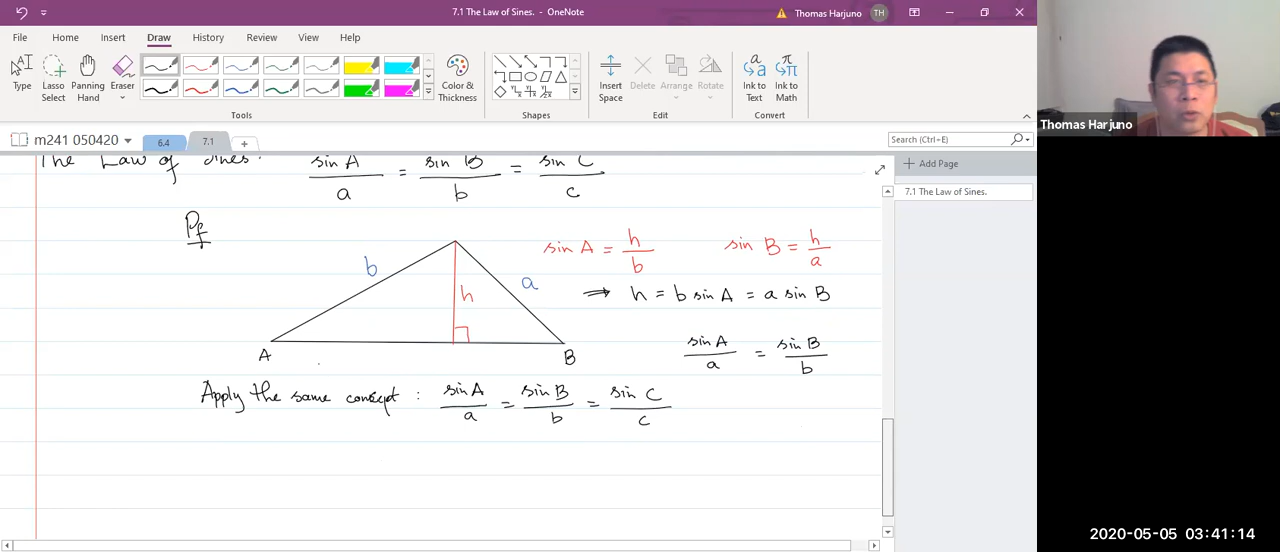 7.1 The Law of Sines. - OneNote
Thomas Harjuno TH
File Home Insert Draw History Review View Help
Type Lasso Select Panning Hand Eraser Color & Thickness Insert Space Delete Arrange Rotate Ink to Text Ink to Math
Tools Shapes Edit Convert
m241 050420 6.4 7.1 Search (Ctrl+E)
Thomas Harjuno
Add Page
7.1 The Law of Sines.
The Law of Sines: sin A / a = sin B / b = sin C / c
Pf
b a h
sin A = h / b sin B = h / a
⇒ h = b sin A = a sin B
A B
sin A / a = sin B / b
Apply the same concept : sin A / a = sin B / b = sin C / c
2020-05-05 03:41:14